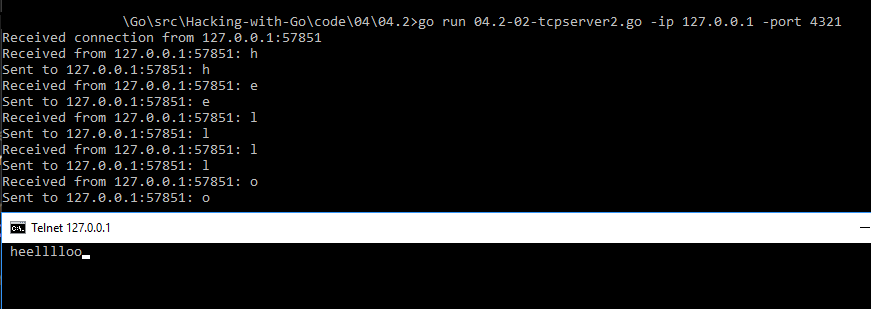 \Go\src\Hacking-with-Go\code\04\04.2>go run 04.2-02-tcpserver2.go -ip 127.0.0.1 -port 4321
Received connection from 127.0.0.1:57851
Received from 127.0.0.1:57851: h
Sent to 127.0.0.1:57851: h
Received from 127.0.0.1:57851: e
Sent to 127.0.0.1:57851: e
Received from 127.0.0.1:57851: l
Sent to 127.0.0.1:57851: l
Received from 127.0.0.1:57851: l
Sent to 127.0.0.1:57851: l
Received from 127.0.0.1:57851: o
Sent to 127.0.0.1:57851: o
Telnet 127.0.0.1
heelllloo